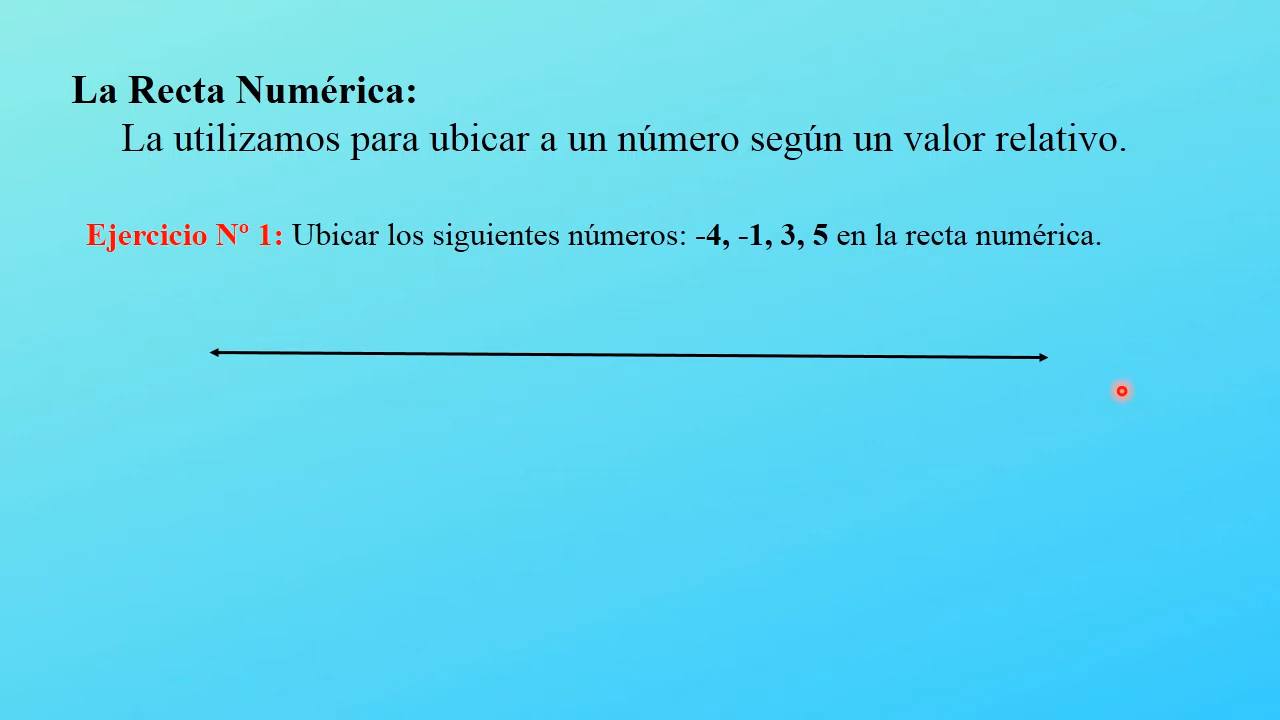 La Recta Numérica:
La utilizamos para ubicar a un número según un valor relativo.
Ejercicio Nº 1: Ubicar los siguientes números: -4, -1, 3, 5 en la recta numérica.